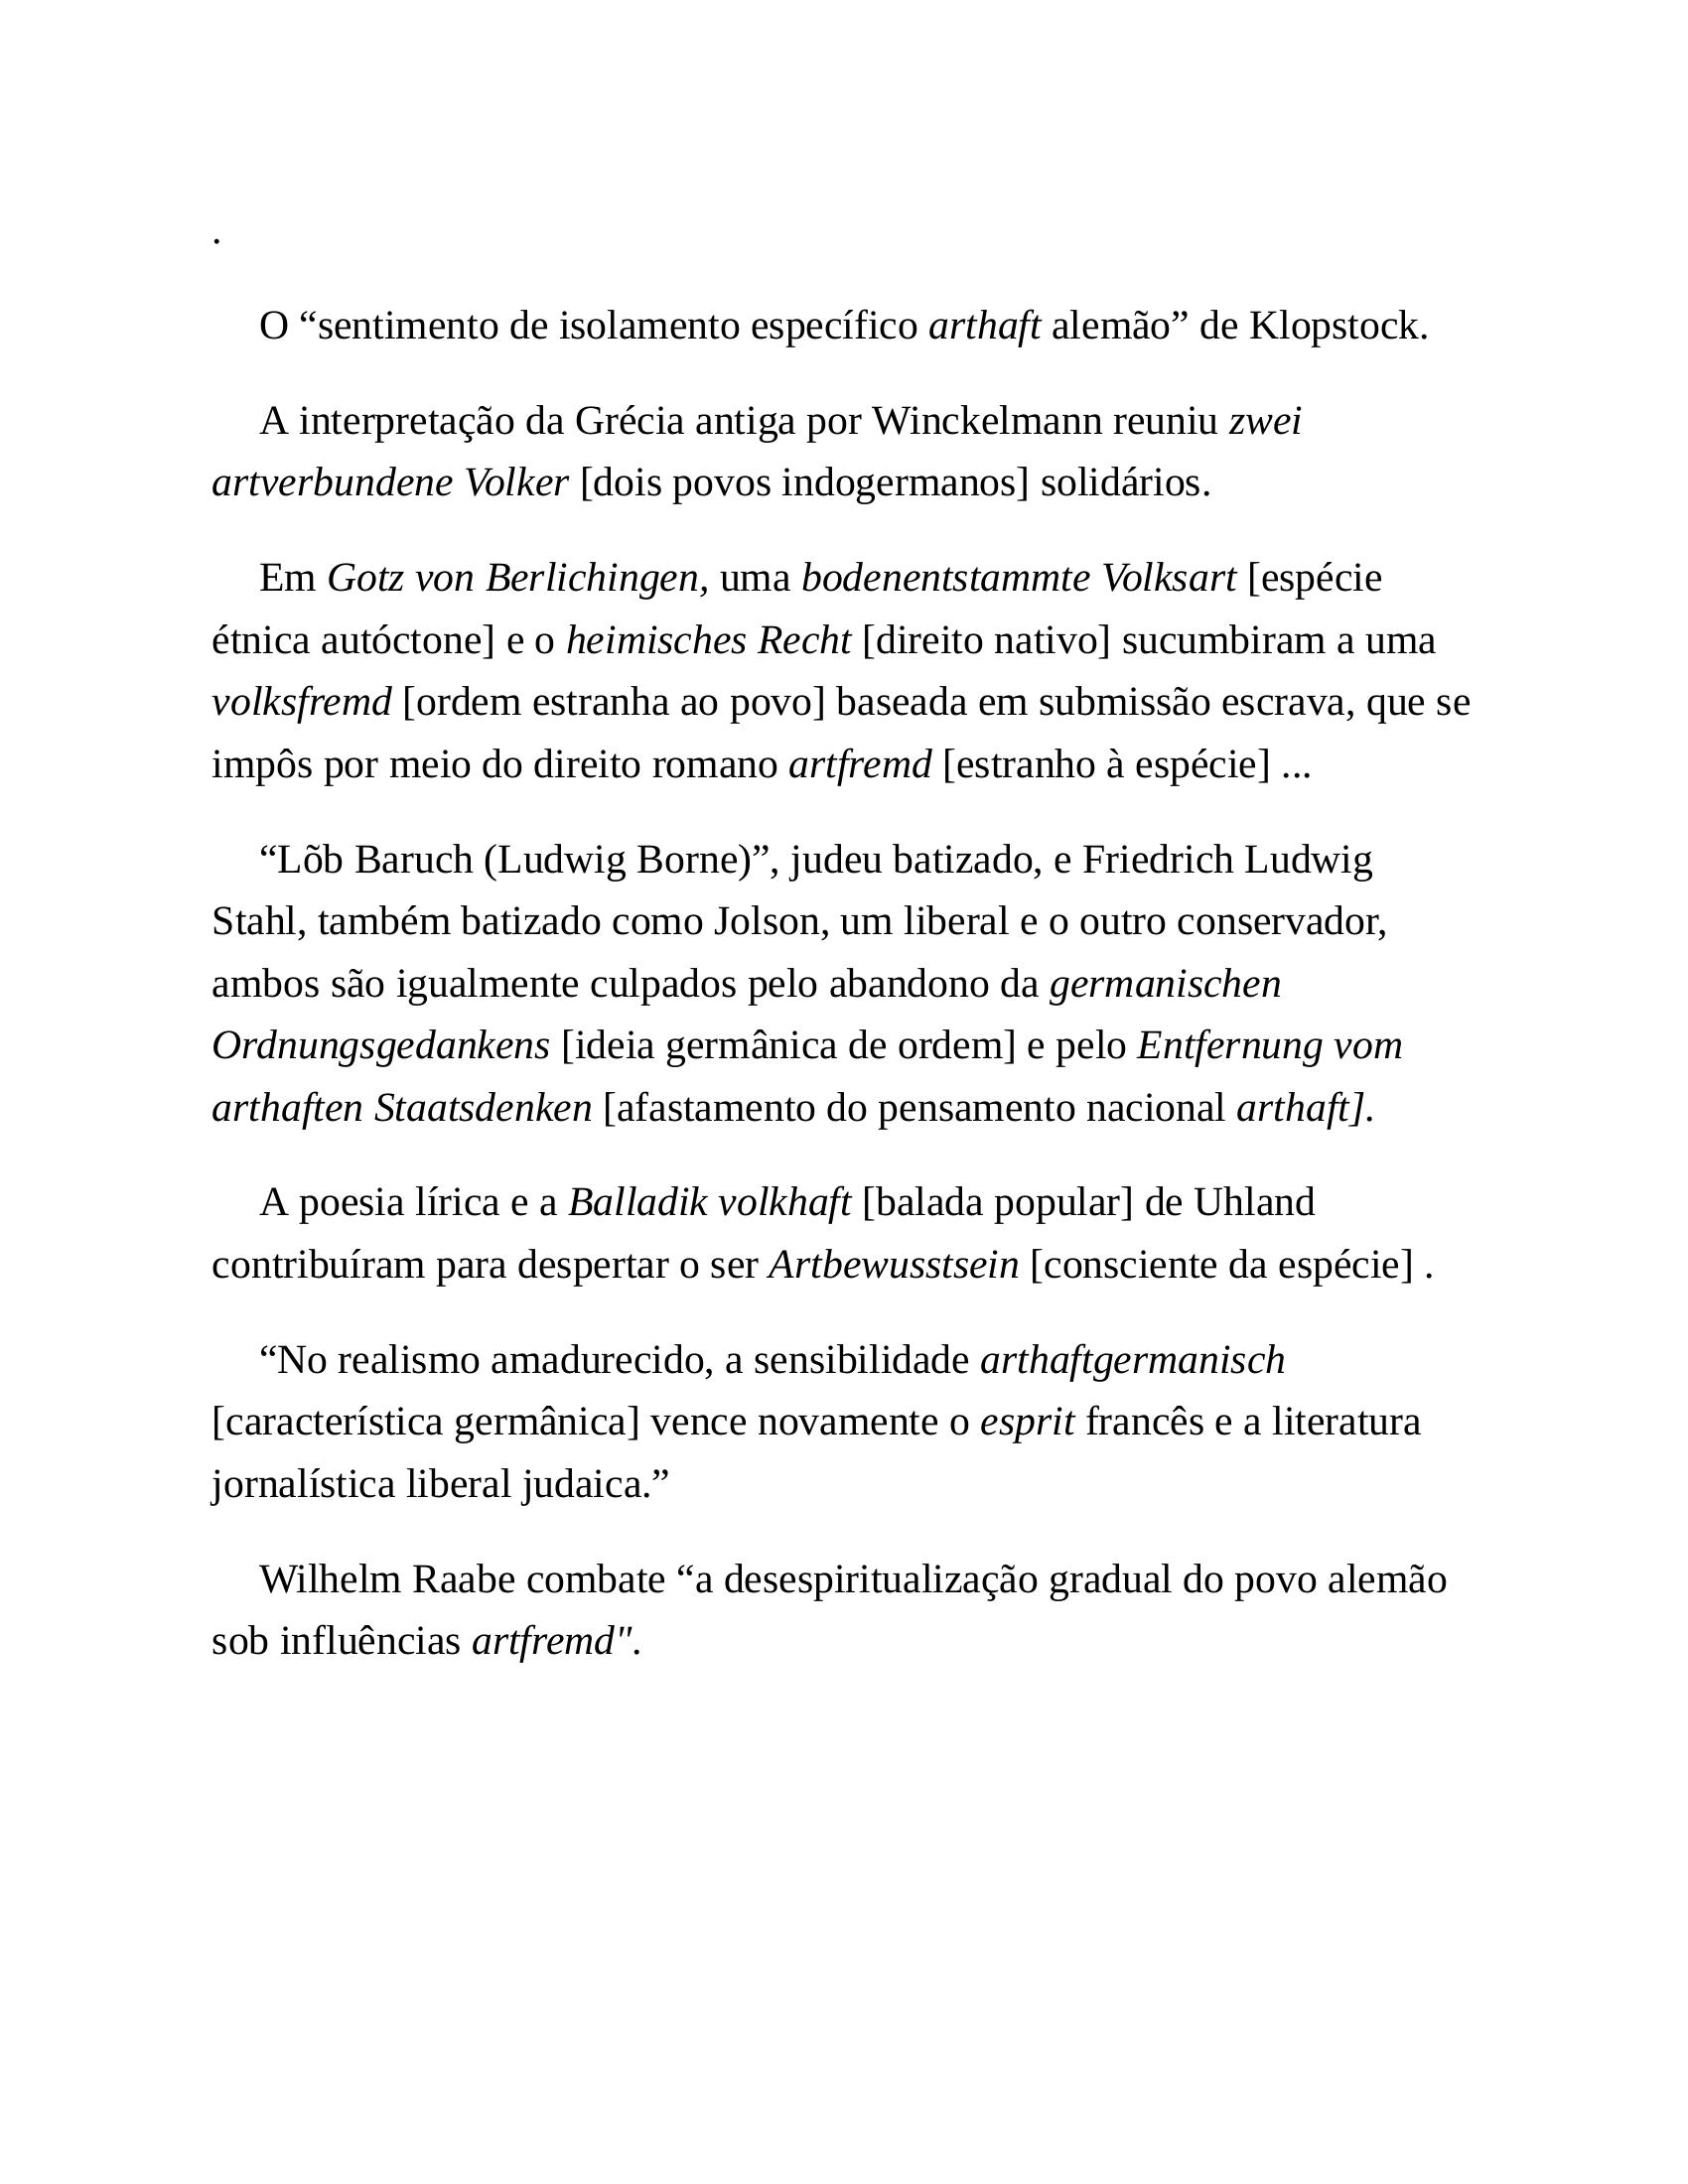 .
O “sentimento de isolamento específico arthaft alemão” de Klopstock.
A interpretação da Grécia antiga por Winckelmann reuniu zwei
artverbundene Volker [dois povos indogermanos] solidários.
Em Gotz von Berlichingen, uma bodenentstammte Volksart [espécie
étnica autóctone] e o heimisches Recht [direito nativo] sucumbiram a uma
volksfremd [ordem estranha ao povo] baseada em submissão escrava, que se
impôs por meio do direito romano artfremd [estranho à espécie] ...
“Lõb Baruch (Ludwig Borne)”, judeu batizado, e Friedrich Ludwig
Stahl, também batizado como Jolson, um liberal e o outro conservador,
ambos são igualmente culpados pelo abandono da germanischen
Ordnungsgedankens [ideia germânica de ordem] e pelo Entfernung vom
arthaften Staatsdenken [afastamento do pensamento nacional arthaft].
A poesia lírica e a Balladik volkhaft [balada popular] de Uhland
contribuíram para despertar o ser Artbewusstsein [consciente da espécie] .
“No realismo amadurecido, a sensibilidade arthaftgermanisch
[característica germânica] vence novamente o esprit francês e a literatura
jornalística liberal judaica.”
Wilhelm Raabe combate “a desespiritualização gradual do povo alemão
sob influências artfremd".